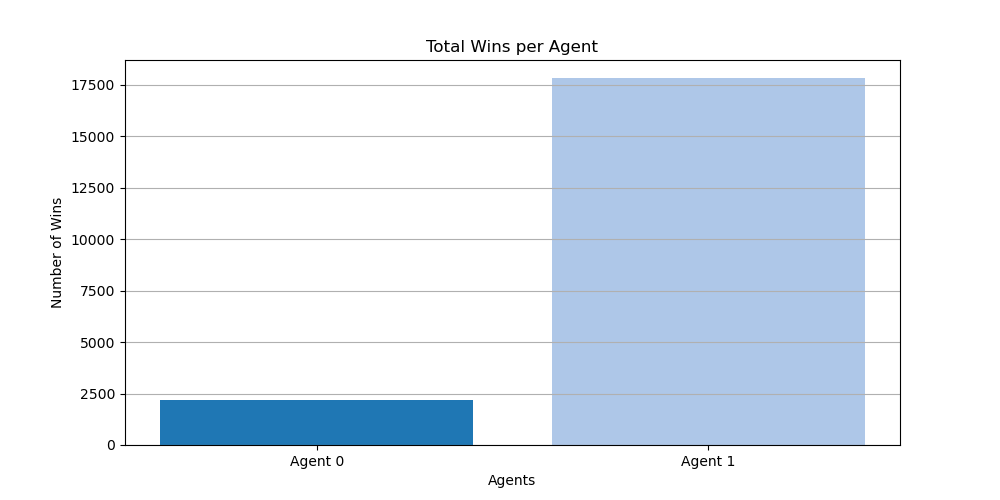 Total Wins per Agent
17500
15000
12500
10000
7500
5000
2500
0
Number of Wins
Agent 0
Agent 1
Agents